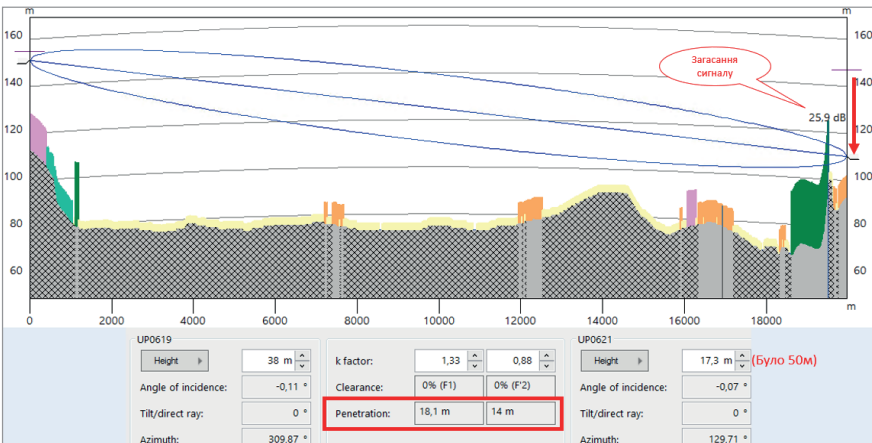 m
m
160
160
140
140
120
120
100
100
80
80
60
60
Загасання
сигналу
25,9 dB
0
2000
4000
6000
8000
10000
12000
14000
16000
18000
m
UP0619
UP0621
Height
38 m
k factor:
1,33
0,88
Height
17,3 m
(Було 50м)
Angle of incidence:
-0,11 °
Clearance:
0% (F1)
0% (F'2)
Angle of incidence:
-0,07 °
Tilt/direct ray:
0 °
Penetration:
18,1 m
14 m
Tilt/direct ray:
0 °
Azimuth:
309.87 °
Azimuth:
129.71 °